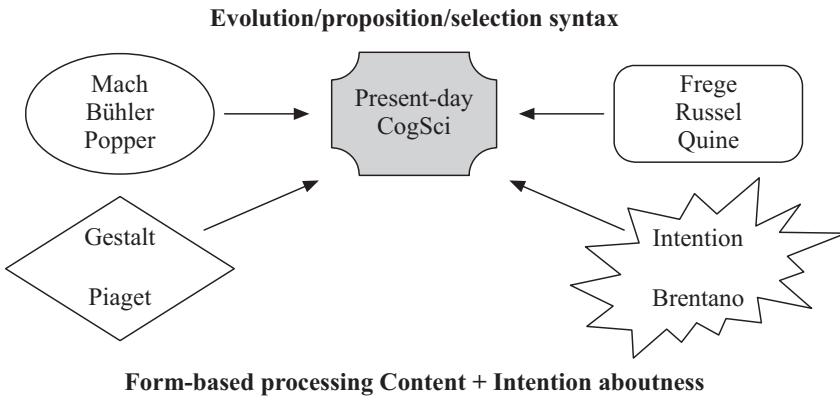 Evolution/proposition/selection syntax
Mach
Bühler
Popper
Present-day
CogSci
Frege
Russel
Quine
Gestalt
Piaget
Intention
Brentano
Form-based processing Content + Intention aboutness